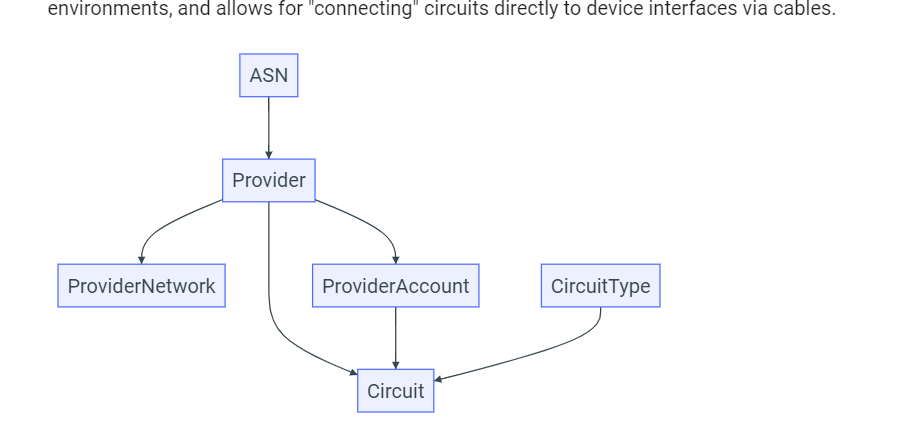 environments, and allows for "connecting" circuits directly to device interfaces via cables.
ASN
Provider
ProviderNetwork
ProviderAccount
CircuitType
Circuit